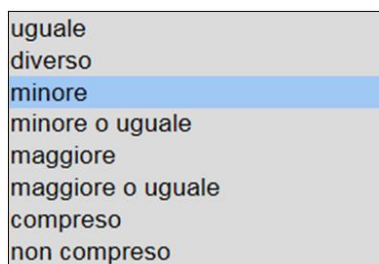 uguale
diverso
minore
minore o uguale
maggiore
maggiore o uguale
compreso
non compreso